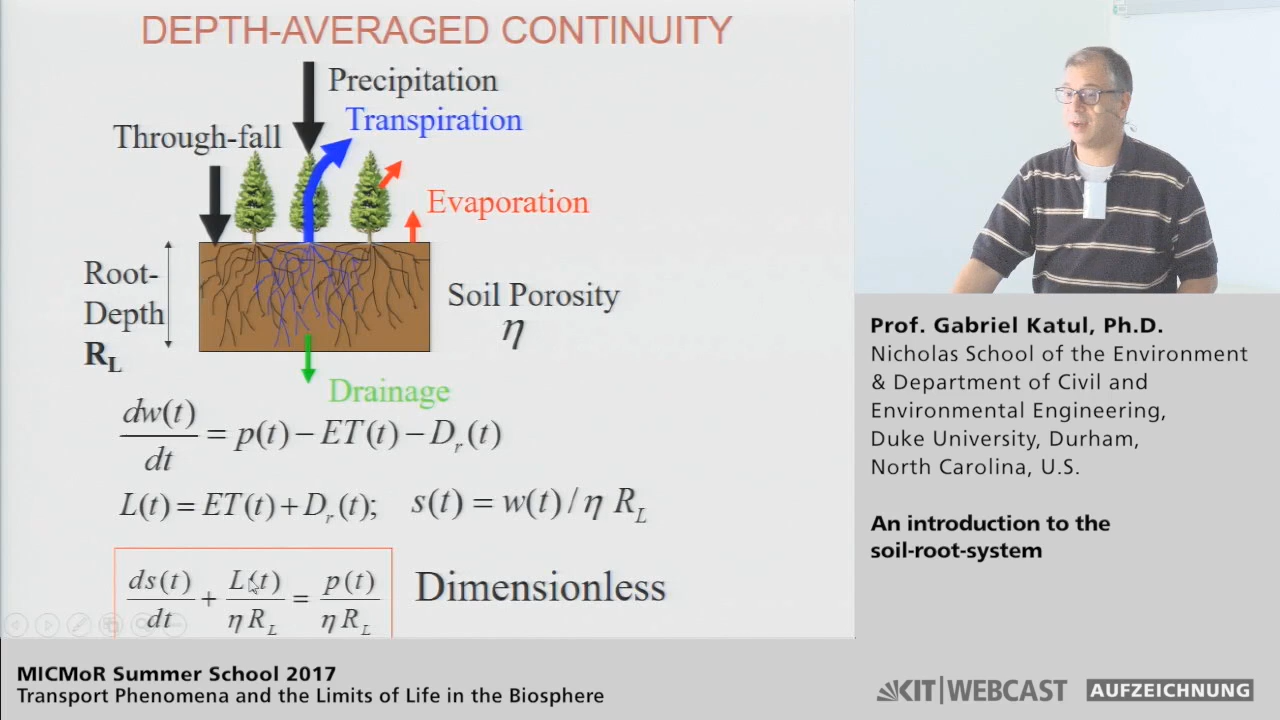 DEPTH-AVERAGED CONTINUITY
Precipitation
Transpiration
Through-fall
Evaporation
Root-
Depth
R_L
Soil Porosity
η
Drainage
dw(t)/dt = p(t) − ET(t) − D_r(t)
L(t) = ET(t) + D_r(t);   s(t) = w(t) / η R_L
ds(t)/dt + L(t)/η R_L = p(t)/η R_L
Dimensionless
Prof. Gabriel Katul, Ph.D.
Nicholas School of the Environment
& Department of Civil and
Environmental Engineering,
Duke University, Durham,
North Carolina, U.S.
An introduction to the
soil-root-system
MICMoR Summer School 2017
Transport Phenomena and the Limits of Life in the Biosphere
KIT|WEBCAST AUFZEICHNUNG